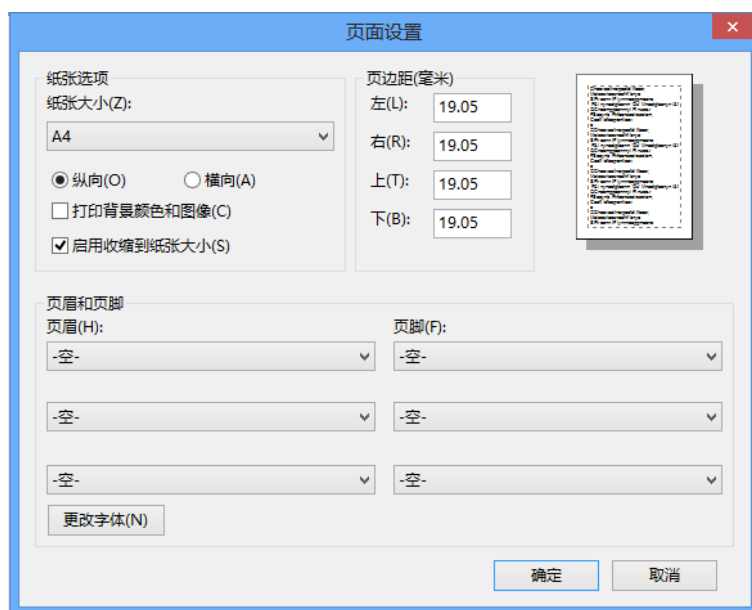 页面设置
纸张选项
纸张大小(Z):
A4
纵向(O) 横向(A)
打印背景颜色和图像(C)
启用收缩到纸张大小(S)
页边距(毫米)
左(L): 19.05
右(R): 19.05
上(T): 19.05
下(B): 19.05
页眉和页脚
页眉(H): 页脚(F):
-空- -空-
-空- -空-
-空- -空-
更改字体(N)
确定 取消